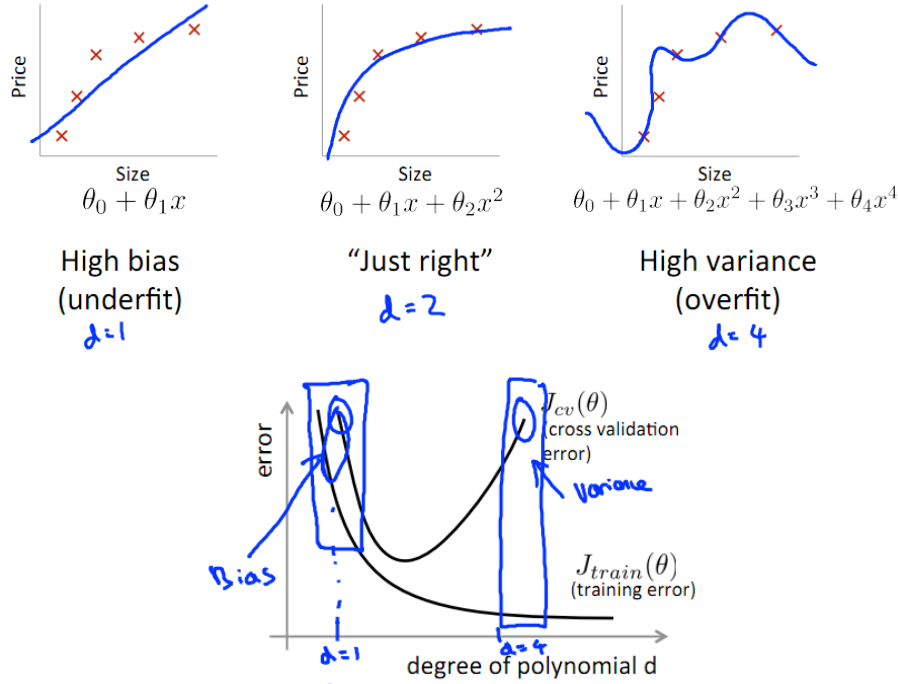 Price
Size
θ₀ + θ₁x
High bias
(underfit)
d=1
Price
Size
θ₀ + θ₁x + θ₂x²
“Just right”
d=2
Price
Size
θ₀ + θ₁x + θ₂x² + θ₃x³ + θ₄x⁴
High variance
(overfit)
d=4
error
J_cv(θ)
(cross validation
error)
Variance
Bias
J_train(θ)
(training error)
d=1
d=4
degree of polynomial d